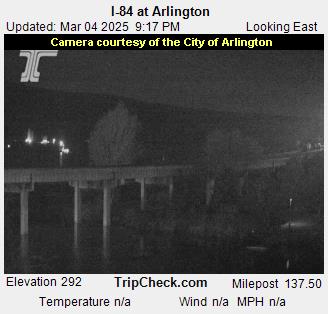 I-84 at Arlington
Updated: Mar 04 2025 9:17 PM Looking East
Camera courtesy of the City of Arlington
Elevation 292 TripCheck.com Milepost 137.50
Temperature n/a Wind n/a MPH n/a